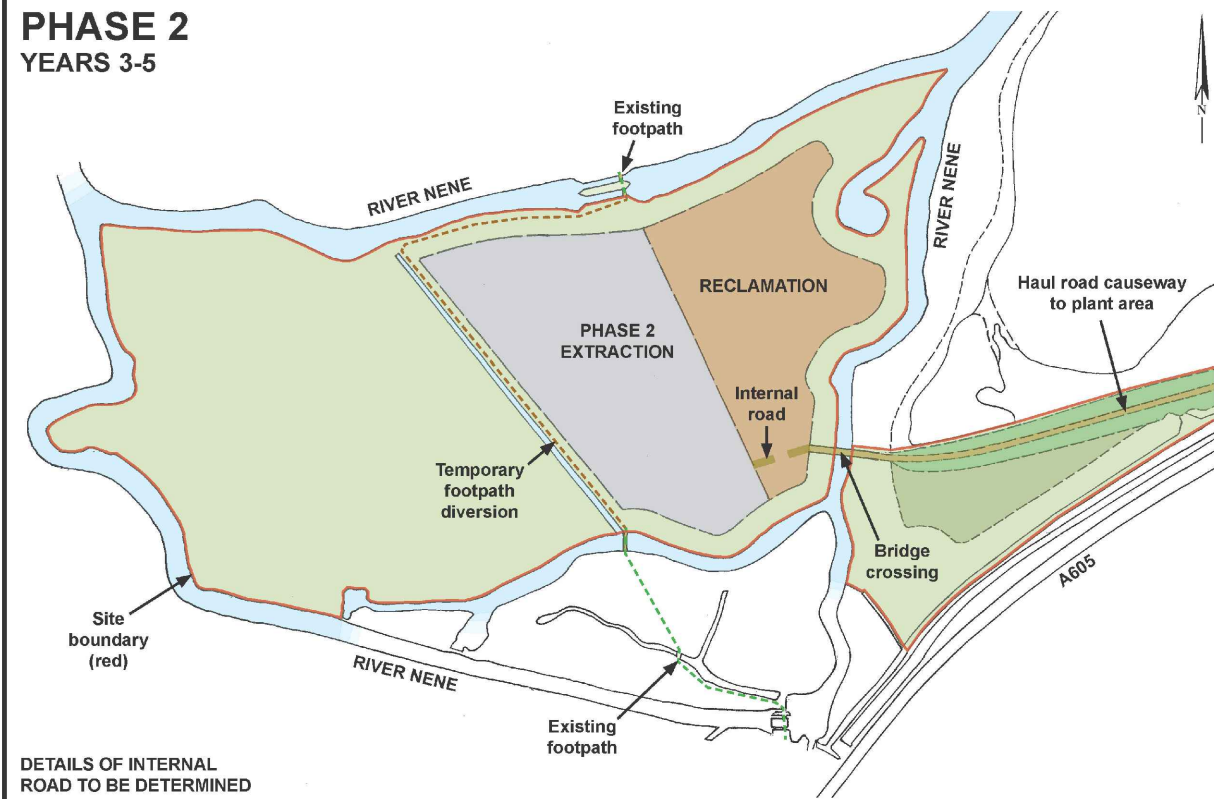 PHASE 2
YEARS 3-5
Existing
footpath
N
RIVER NENE
RIVER NENE
RECLAMATION
Haul road causeway
to plant area
PHASE 2
EXTRACTION
Internal
road
Temporary
footpath
diversion
Bridge
crossing
A605
Site
boundary
(red)
RIVER NENE
Existing
footpath
DETAILS OF INTERNAL
ROAD TO BE DETERMINED